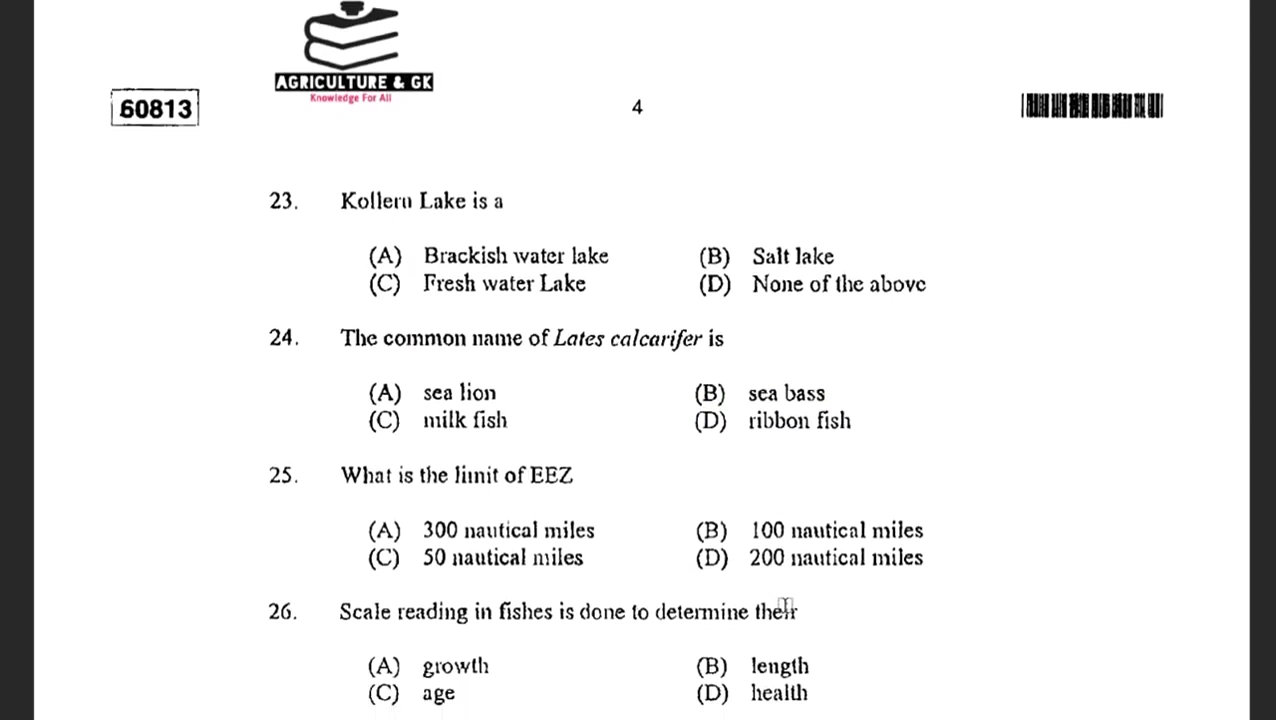 AGRICULTURE & GK
Knowledge For All
60813
4
23. Kolleru Lake is a
(A) Brackish water lake (B) Salt lake
(C) Fresh water Lake (D) None of the above
24. The common name of Lates calcarifer is
(A) sea lion (B) sea bass
(C) milk fish (D) ribbon fish
25. What is the limit of EEZ
(A) 300 nautical miles (B) 100 nautical miles
(C) 50 nautical miles (D) 200 nautical miles
26. Scale reading in fishes is done to determine their
(A) growth (B) length
(C) age (D) health